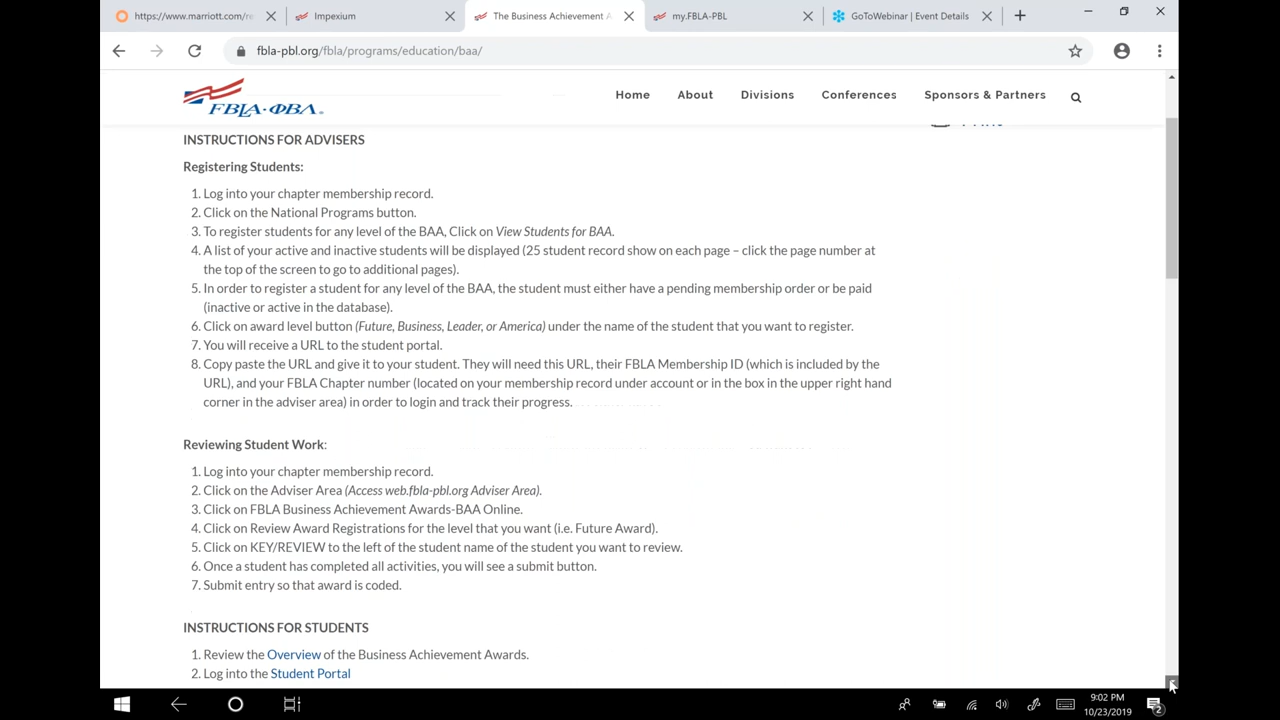 https://www.marriott.com/re
Impexium
The Business Achievement A
my.FBLA-PBL
GoToWebinar | Event Details
fbla-pbl.org/fbla/programs/education/baa/
FBLA-ΦBΛ
Home
About
Divisions
Conferences
Sponsors & Partners
INSTRUCTIONS FOR ADVISERS
Registering Students:
1. Log into your chapter membership record.
2. Click on the National Programs button.
3. To register students for any level of the BAA, Click on View Students for BAA.
4. A list of your active and inactive students will be displayed (25 student record show on each page – click the page number at
the top of the screen to go to additional pages).
5. In order to register a student for any level of the BAA, the student must either have a pending membership order or be paid
(inactive or active in the database).
6. Click on award level button (Future, Business, Leader, or America) under the name of the student that you want to register.
7. You will receive a URL to the student portal.
8. Copy paste the URL and give it to your student. They will need this URL, their FBLA Membership ID (which is included by the
URL), and your FBLA Chapter number (located on your membership record under account or in the box in the upper right hand
corner in the adviser area) in order to login and track their progress.
Reviewing Student Work:
1. Log into your chapter membership record.
2. Click on the Adviser Area (Access web.fbla-pbl.org Adviser Area).
3. Click on FBLA Business Achievement Awards-BAA Online.
4. Click on Review Award Registrations for the level that you want (i.e. Future Award).
5. Click on KEY/REVIEW to the left of the student name of the student you want to review.
6. Once a student has completed all activities, you will see a submit button.
7. Submit entry so that award is coded.
INSTRUCTIONS FOR STUDENTS
1. Review the Overview of the Business Achievement Awards.
2. Log into the Student Portal
9:02 PM
10/23/2019
2